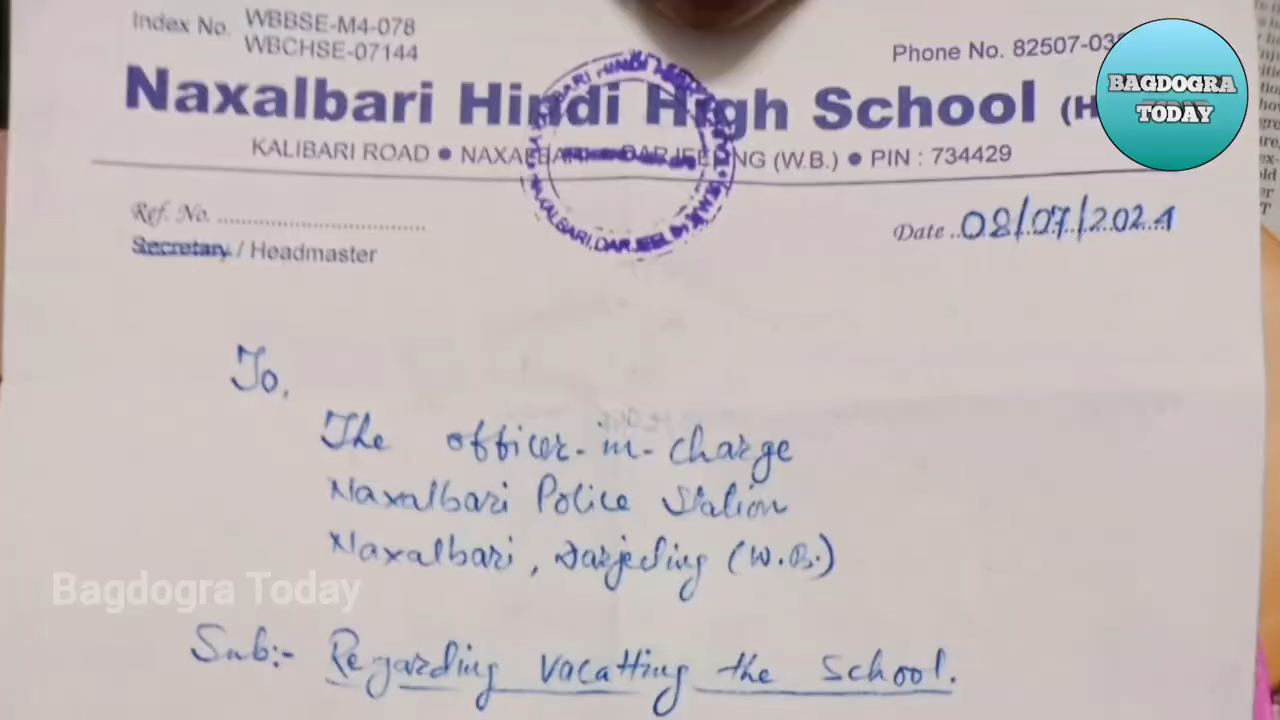 Index No. WBBSE-M4-078
WBCHSE-07144
Phone No. 82507-03
BAGDOGRA
TODAY
Naxalbari Hindi High School (H
KALIBARI ROAD ● NAXALBARI ● DARJEELING (W.B.) ● PIN : 734429
Ref. No. ........................................
Date ..08/07/2024
Secretary / Headmaster
To,
The officer-in-charge
Naxalbari Police Station
Naxalbari, Darjeeling (W.B.)
Bagdogra Today
Sub:- Regarding vacatting the school.